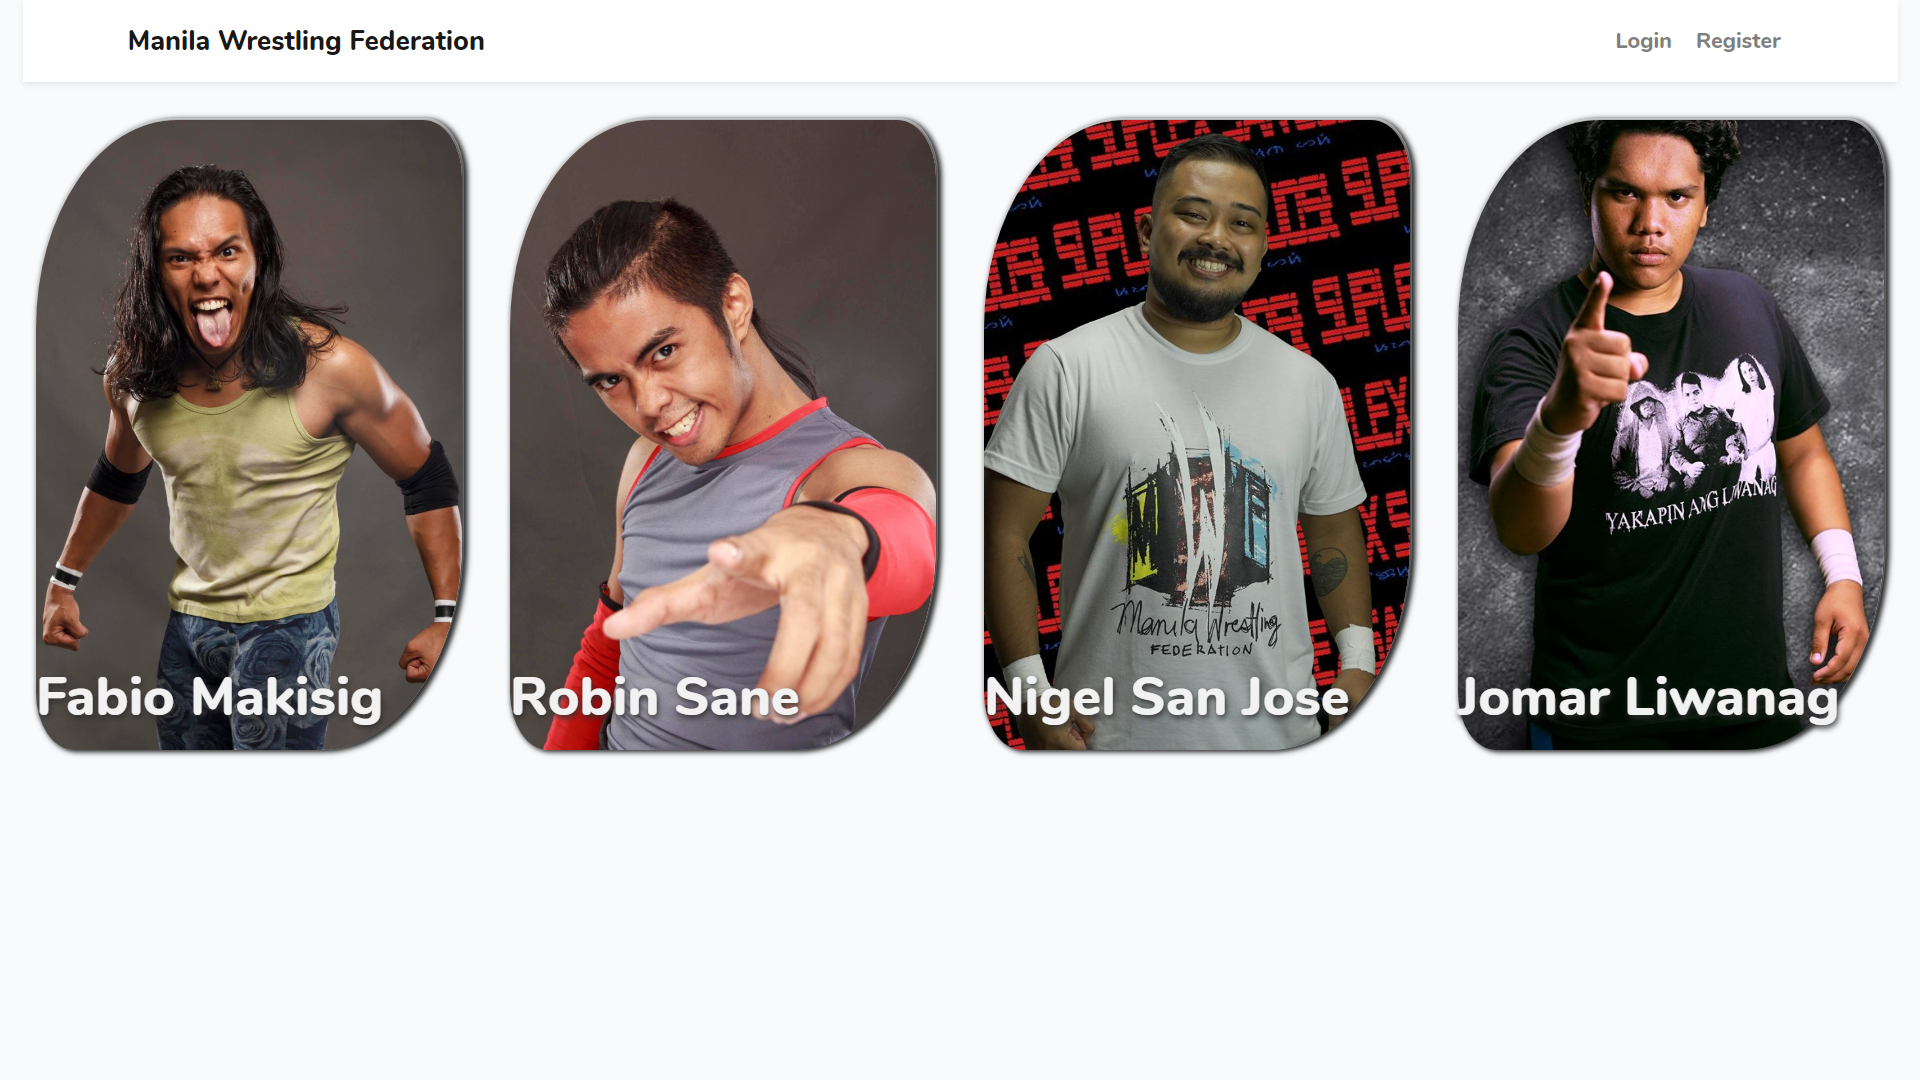 Manila Wrestling Federation
Login Register
MWF
Manila Wrestling
FEDERATION
YAKAPIN ANG LIWANAG
Fabio Makisig
Robin Sane
Nigel San Jose
Jomar Liwanag